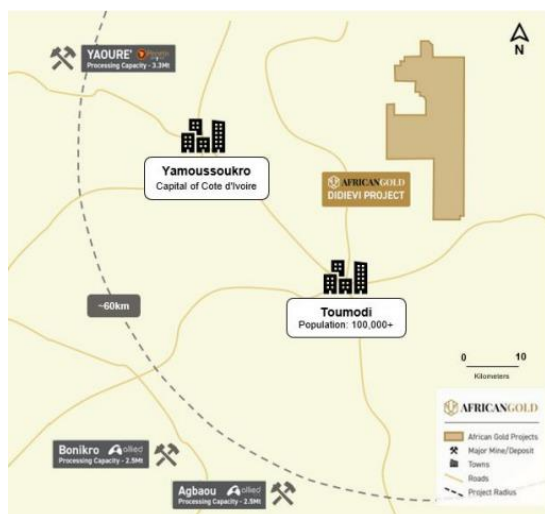 YAOURE'
Processing Capacity - 3.3Mt
N
Yamoussoukro
Capital of Cote d'Ivoire
AFRICANGOLD
DIDIEVI PROJECT
Toumodi
Population: 100,000+
~60km
0 10
Kilometers
Bonikro allied
Processing Capacity - 2.5Mt
Agbaou allied
Processing Capacity - 2.5Mt
AFRICANGOLD
African Gold Projects
Major Mine/Deposit
Towns
Roads
Project Radius